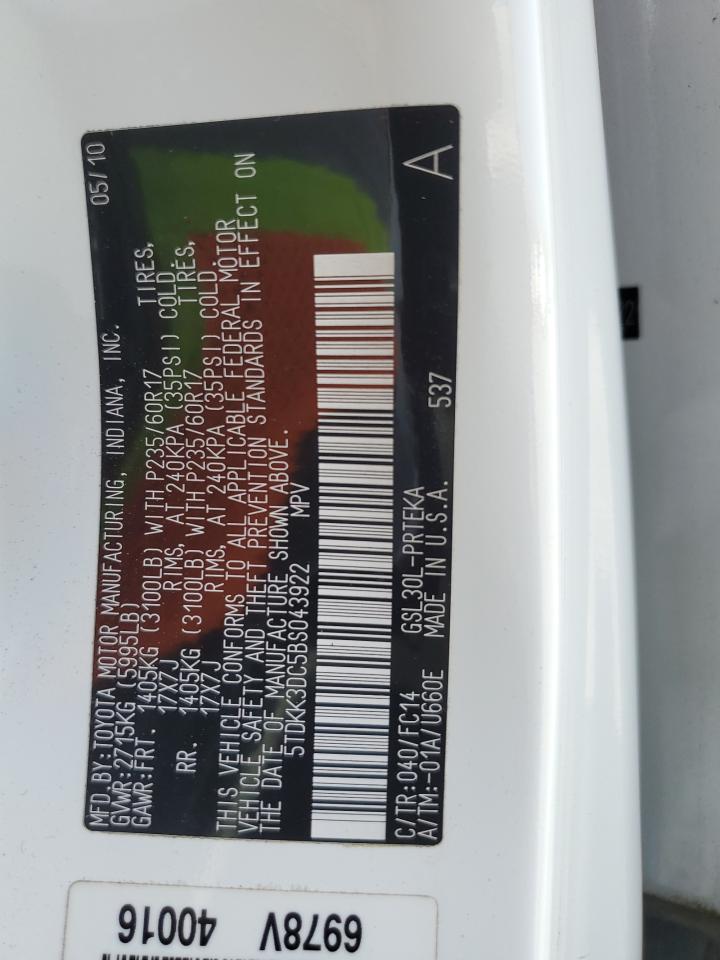 MFD.BY:TOYOTA MOTOR MANUFACTURING, INDIANA, INC. 05/10
GVWR:2715KG (5995LB)
GAWR:FRT. 1405KG (3100LB) WITH P235/60R17 TIRES,
17X7J RIMS, AT 240KPA (35PSI) COLD.
RR. 1405KG (3100LB) WITH P235/60R17 TIRES,
17X7J RIMS, AT 240KPA (35PSI) COLD.
THIS VEHICLE CONFORMS TO ALL APPLICABLE FEDERAL MOTOR
VEHICLE SAFETY AND THEFT PREVENTION STANDARDS IN EFFECT ON
THE DATE OF MANUFACTURE SHOWN ABOVE.
5TDKK3DC5BS043922 MPV
C/TR:040/FC14 GSL30L-PRTEKA A
A/TM:-01A/U660E MADE IN U.S.A. 537
6978V 40016